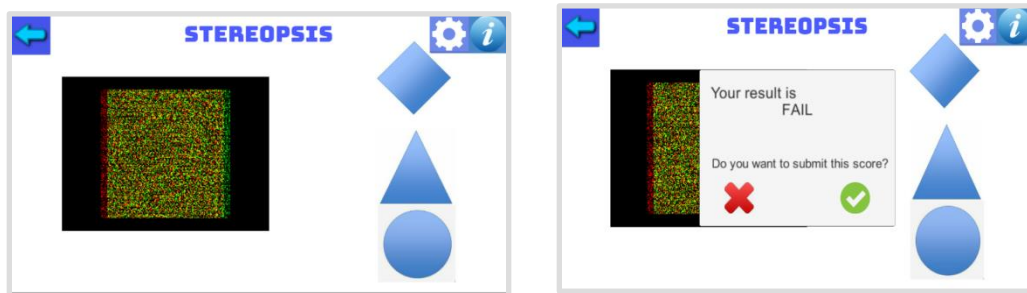 STEREOPSIS
i
STEREOPSIS
i
Your result is
FAIL
Do you want to submit this score?